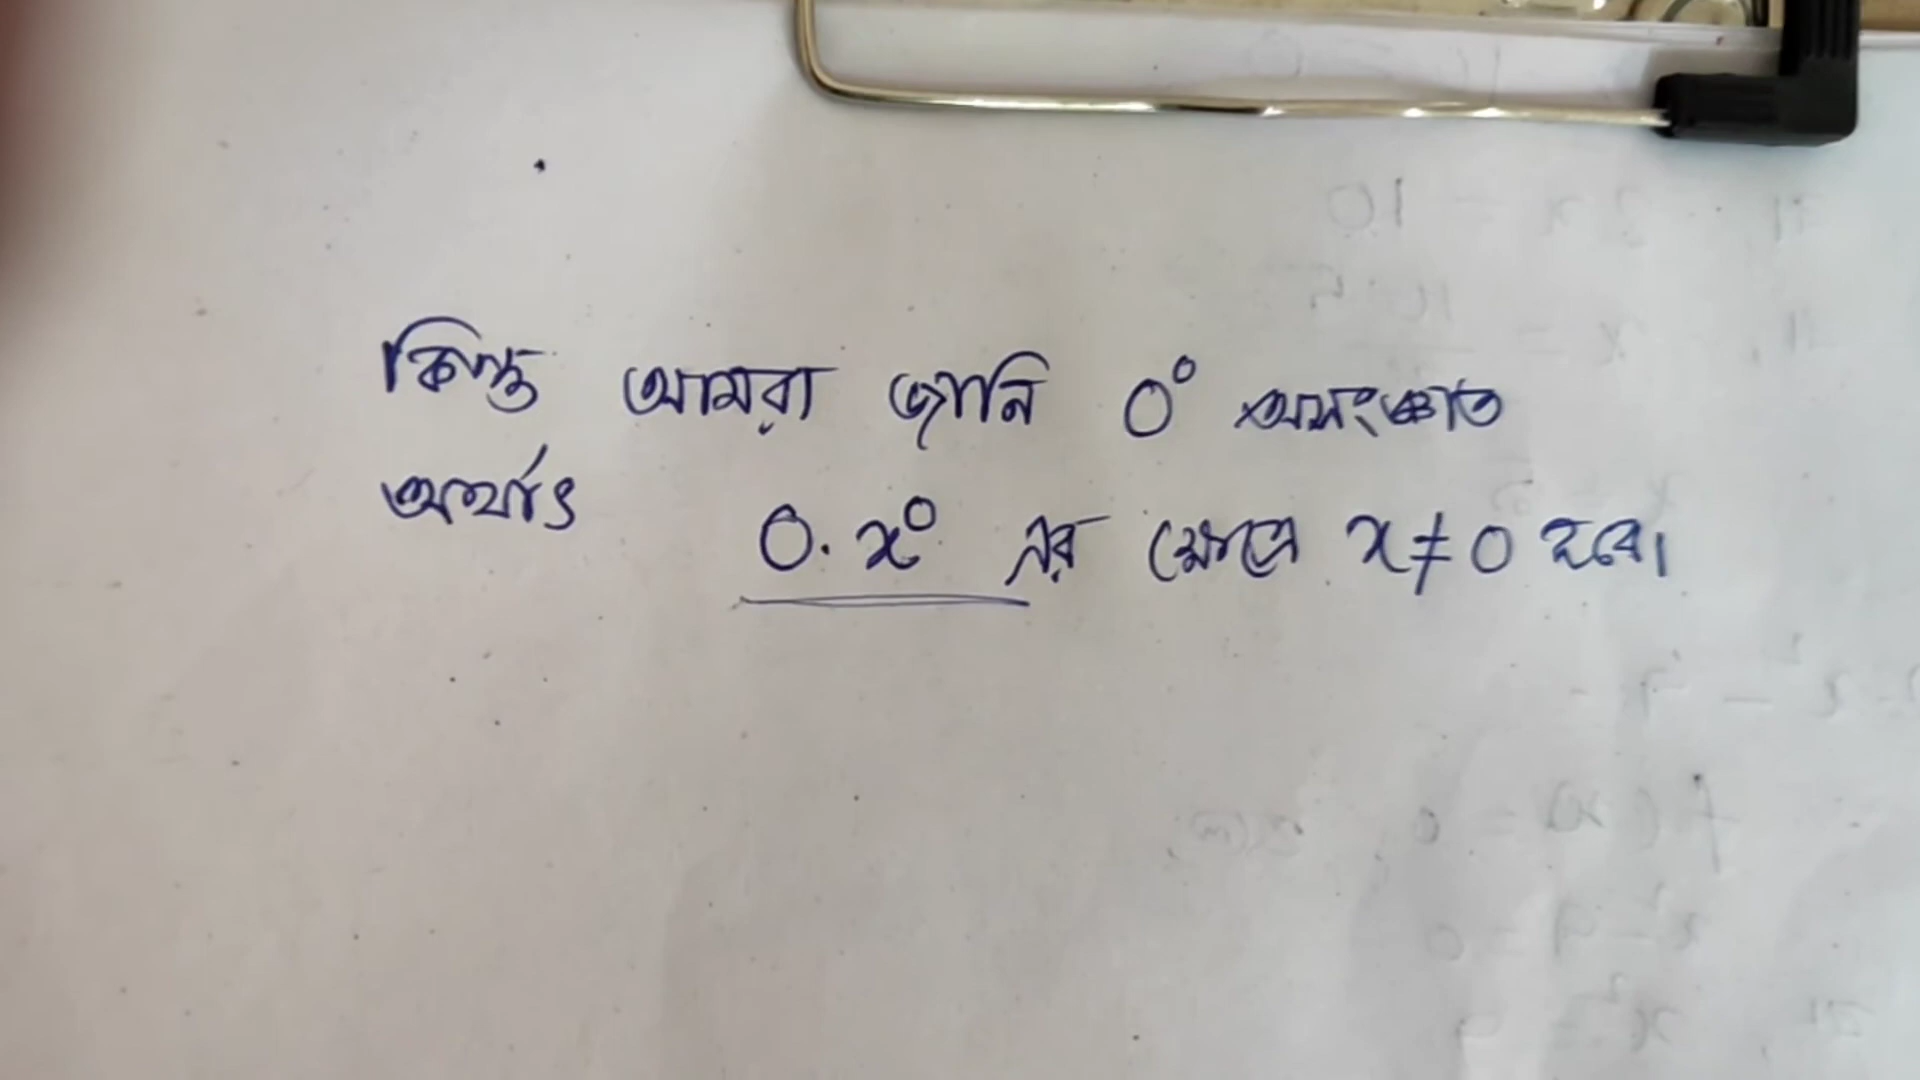 কিন্তু আমরা জানি 0⁰ অসংজ্ঞাত
অর্থাৎ 0. x⁰ এর ক্ষেত্রে x≠0 হবে।